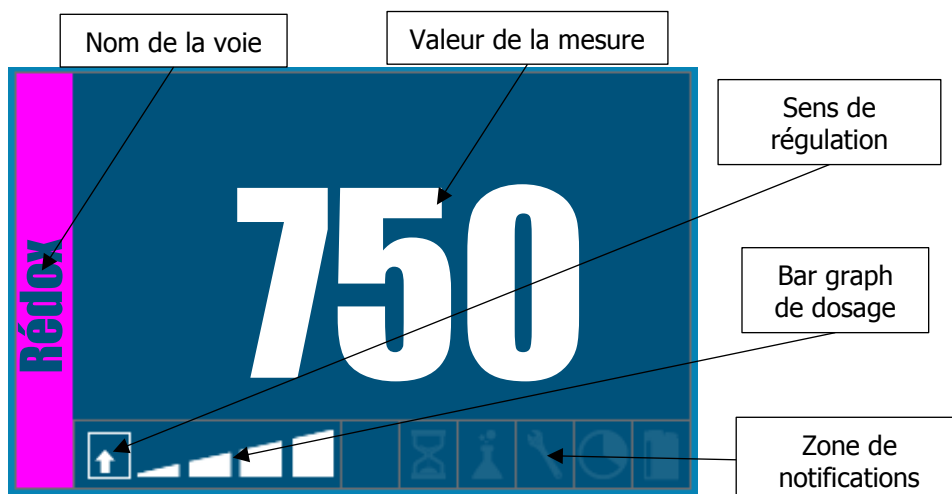 Nom de la voie
Valeur de la mesure
Sens de
régulation
750
Rédox
Bar graph
de dosage
Zone de
notifications